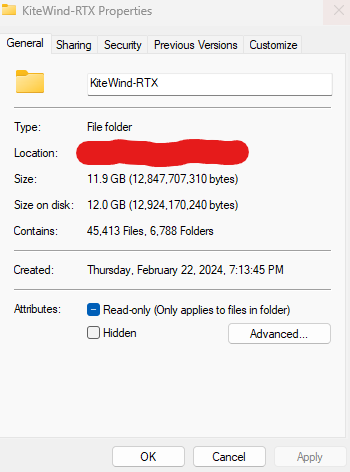 KiteWind-RTX Properties
General Sharing Security Previous Versions Customize
KiteWind-RTX
Type: File folder
Location:
Size: 11.9 GB (12,847,707,310 bytes)
Size on disk: 12.0 GB (12,924,170,240 bytes)
Contains: 45,413 Files, 6,788 Folders
Created: Thursday, February 22, 2024, 7:13:45 PM
Attributes: Read-only (Only applies to files in folder)
Hidden Advanced...
OK Cancel Apply